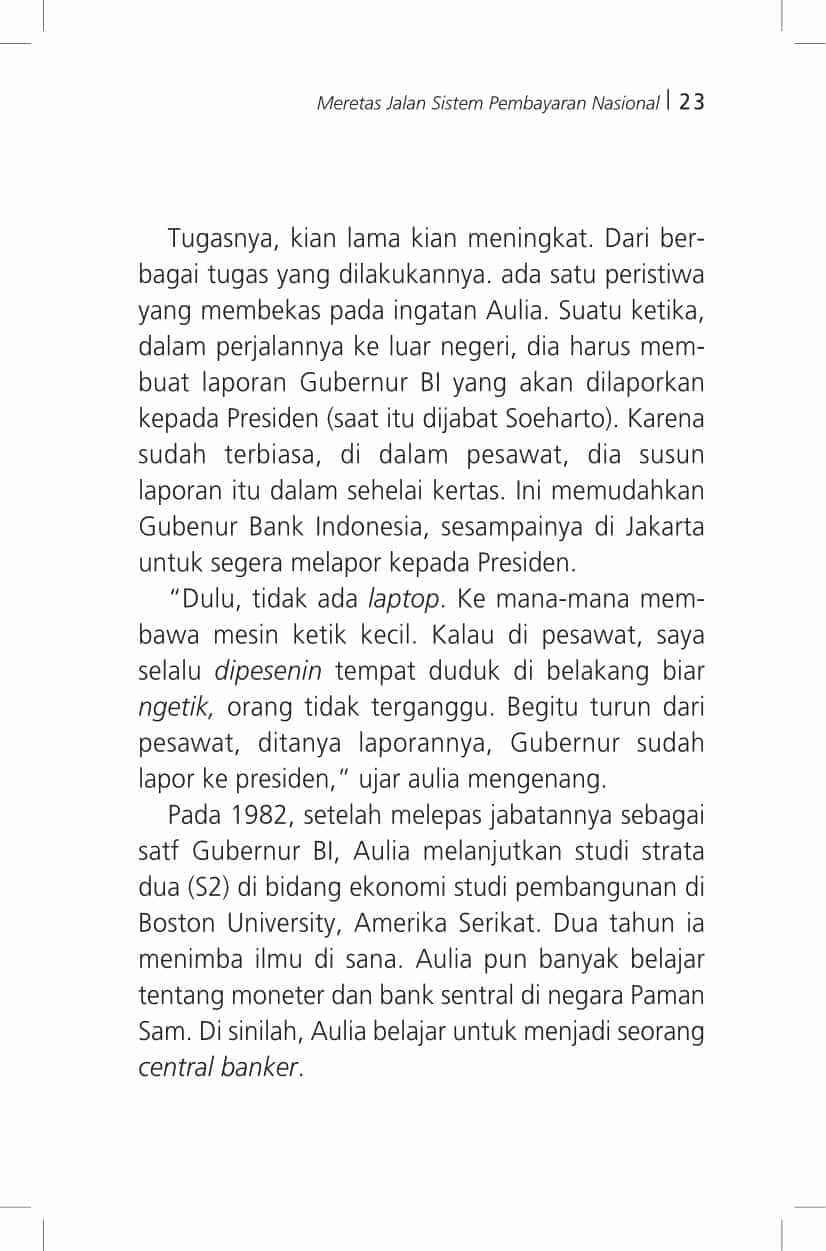 Meretas Jalan Sistem Pembayaran Nasional | 23
Tugasnya, kian lama kian meningkat. Dari ber-
bagai tugas yang dilakukannya. ada satu peristiwa
yang membekas pada ingatan Aulia. Suatu ketika,
dalam perjalannya ke luar negeri, dia harus mem-
buat laporan Gubernur BI yang akan dilaporkan
kepada Presiden (saat itu dijabat Soeharto). Karena
sudah terbiasa, di dalam pesawat, dia susun
laporan itu dalam sehelai kertas. Ini memudahkan
Gubenur Bank Indonesia, sesampainya di Jakarta
untuk segera melapor kepada Presiden.
“Dulu, tidak ada laptop. Ke mana-mana mem-
bawa mesin ketik kecil. Kalau di pesawat, saya
selalu dipesenin tempat duduk di belakang biar
ngetik, orang tidak terganggu. Begitu turun dari
pesawat, ditanya laporannya, Gubernur sudah
lapor ke presiden,” ujar aulia mengenang.
Pada 1982, setelah melepas jabatannya sebagai
satf Gubernur BI, Aulia melanjutkan studi strata
dua (S2) di bidang ekonomi studi pembangunan di
Boston University, Amerika Serikat. Dua tahun ia
menimba ilmu di sana. Aulia pun banyak belajar
tentang moneter dan bank sentral di negara Paman
Sam. Di sinilah, Aulia belajar untuk menjadi seorang
central banker.